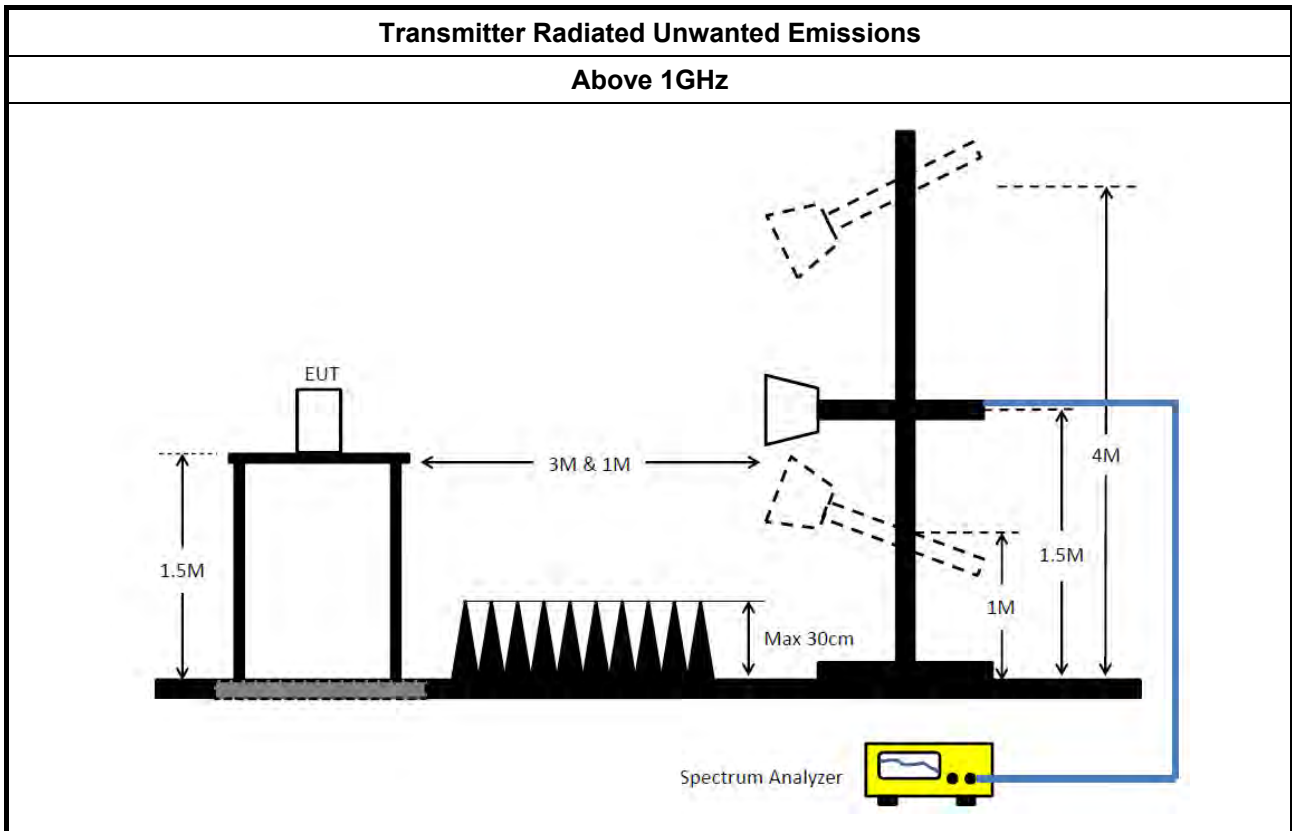 Transmitter Radiated Unwanted Emissions
Above 1GHz
EUT
3M & 1M
4M
1.5M
1.5M
1M
Max 30cm
Spectrum Analyzer